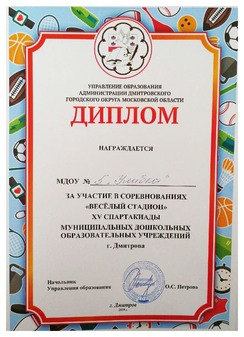 УПРАВЛЕНИЕ ОБРАЗОВАНИЯ
АДМИНИСТРАЦИИ ДМИТРОВСКОГО
ГОРОДСКОГО ОКРУГА МОСКОВСКОЙ ОБЛАСТИ
ДИПЛОМ
НАГРАЖДАЕТСЯ
МДОУ №
ЗА УЧАСТИЕ В СОРЕВНОВАНИЯХ
«ВЕСЁЛЫЙ СТАДИОН»
XV СПАРТАКИАДЫ
МУНИЦИПАЛЬНЫХ ДОШКОЛЬНЫХ
ОБРАЗОВАТЕЛЬНЫХ УЧРЕЖДЕНИЙ
г. Дмитрова
Начальник
Управления образования О.С. Петрова
г. Дмитров